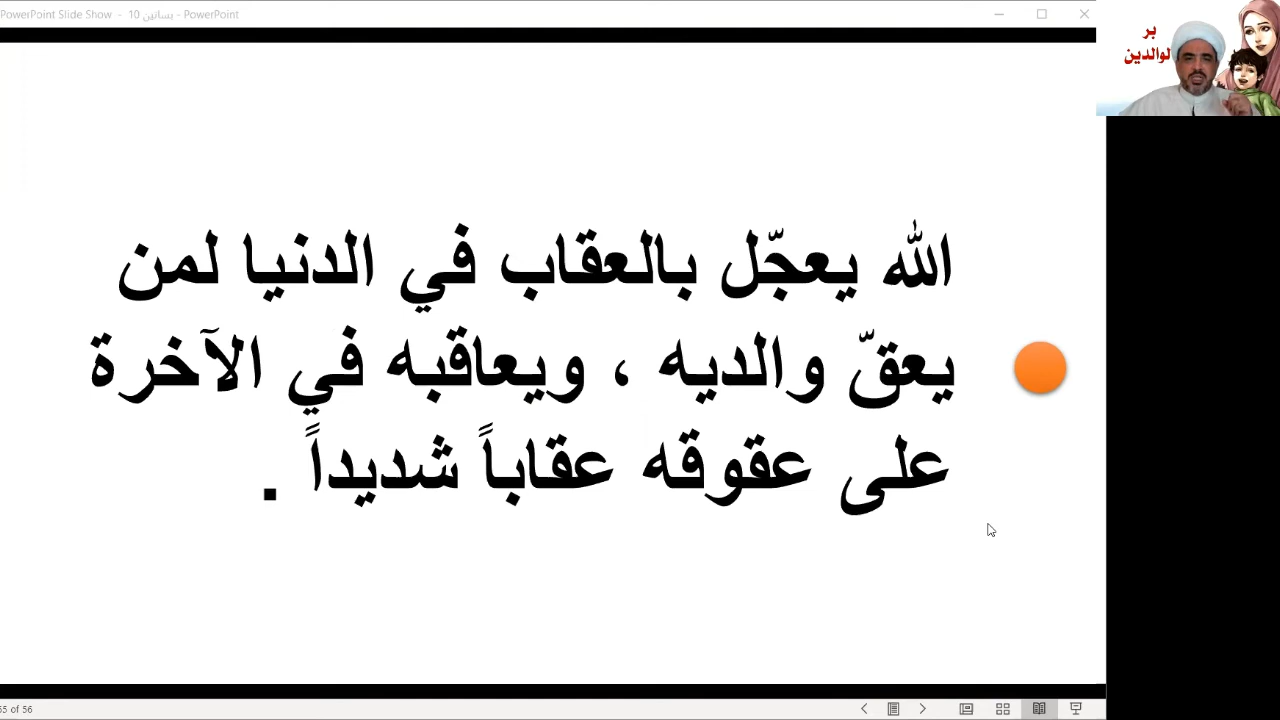 PowerPoint Slide Show - بساتين 10 - PowerPoint
بر
لوالدين
الله يعجّل بالعقاب في الدنيا لمن
يعقّ والديه ، ويعاقبه في الآخرة
على عقوقه عقاباً شديداً .
55 of 56